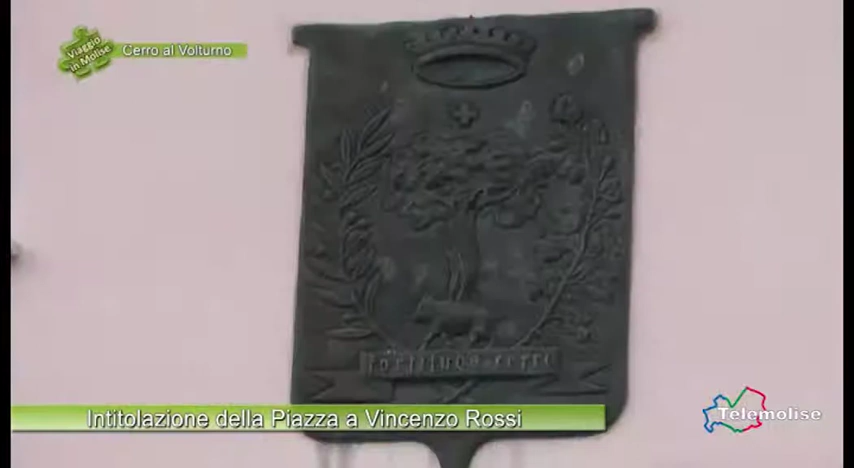 Viaggio
in Molise
Cerro al Volturno
Intitolazione della Piazza a Vincenzo Rossi
Telemolise